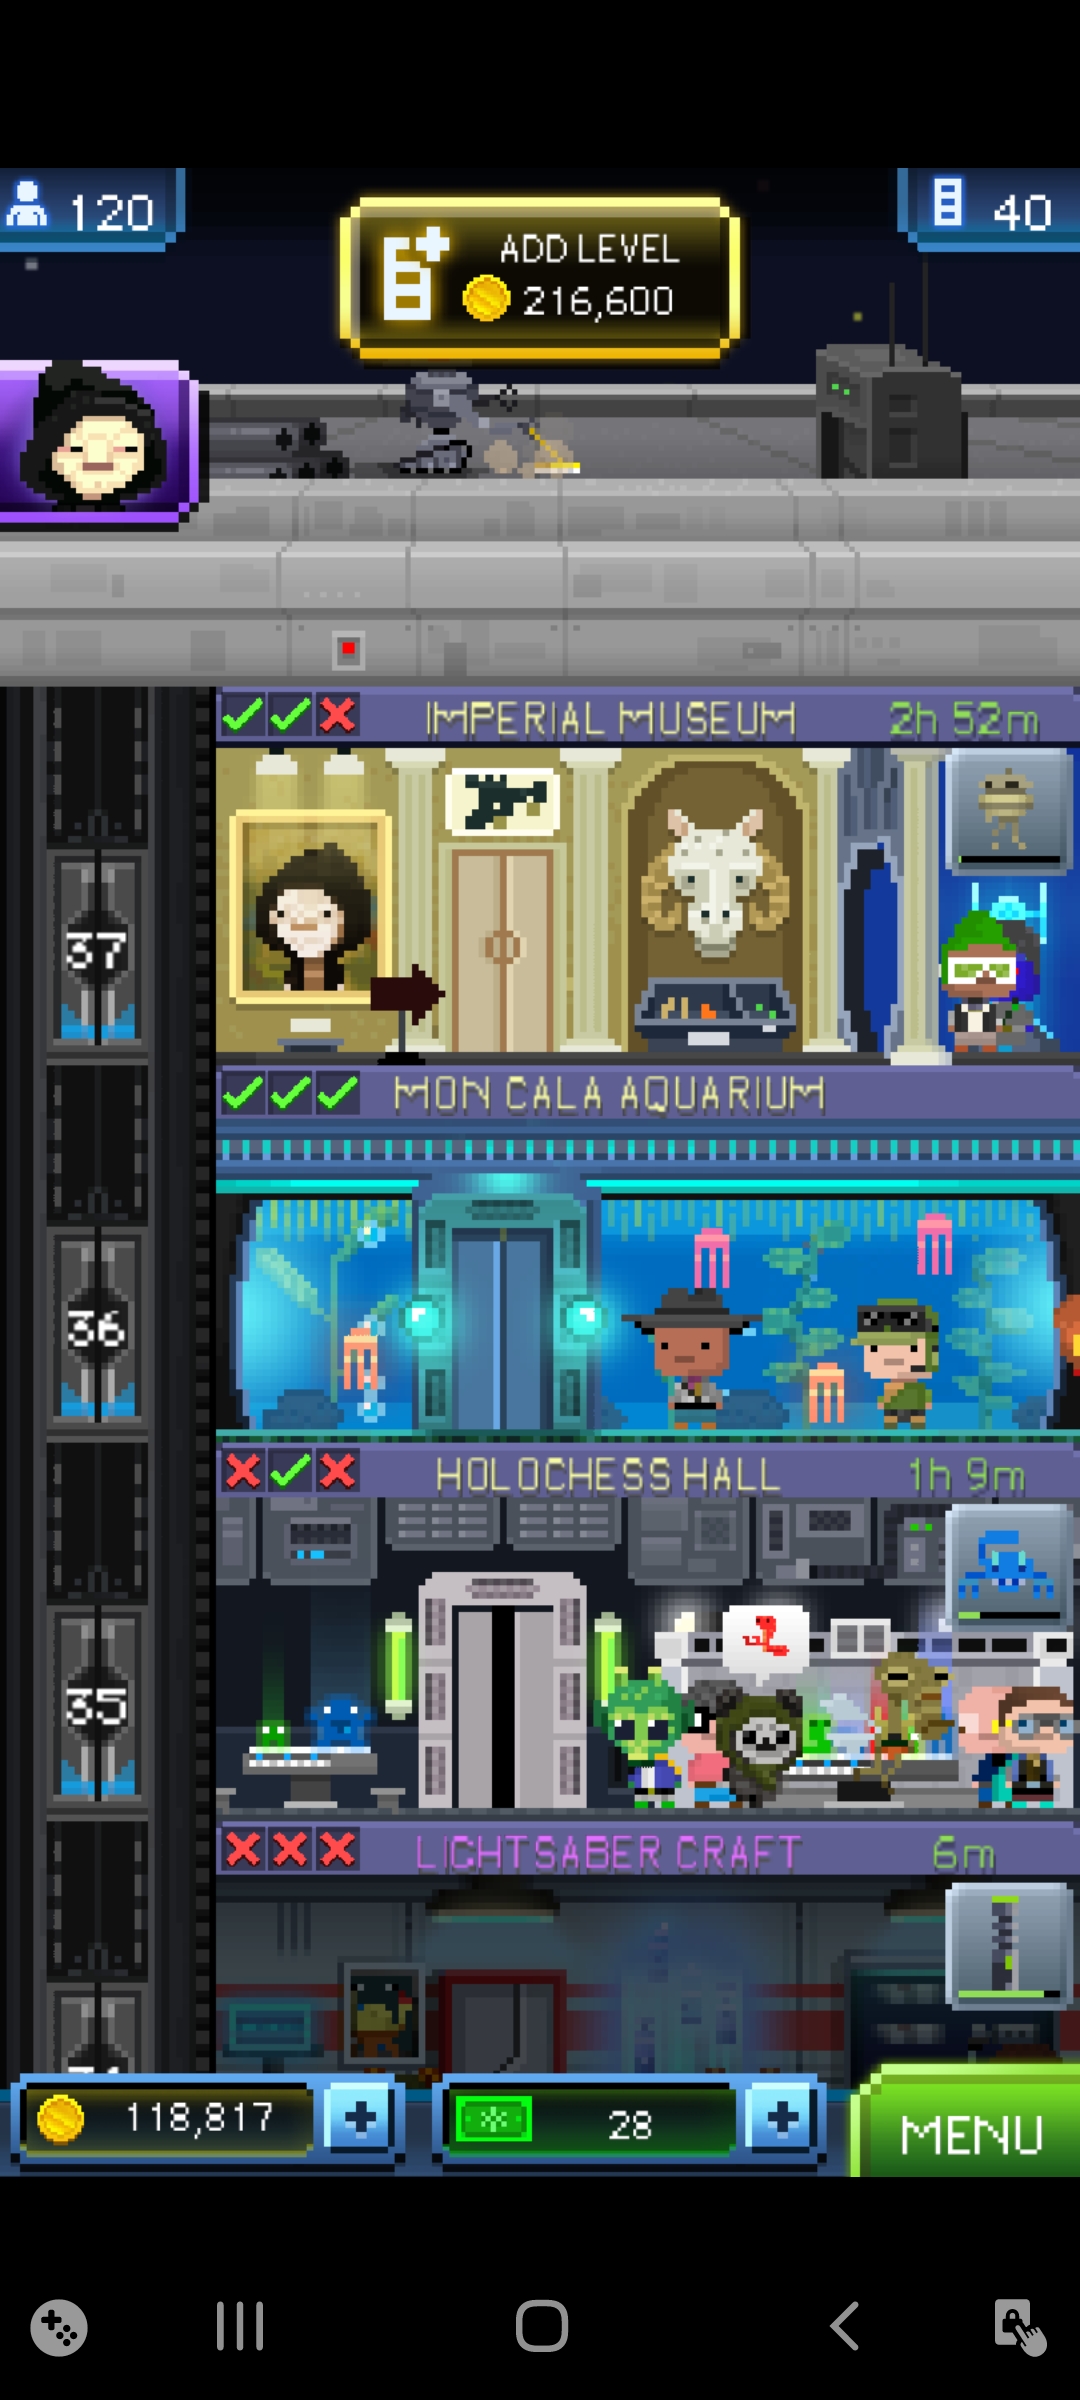 120
ADD LEVEL
216,600
40
IMPERIAL MUSEUM 2h 52m
37
MON CALA AQUARIUM
36
HOLOCHESS HALL 1h 9m
35
LIGHTSABER CRAFT 6m
118,817
28
MENU